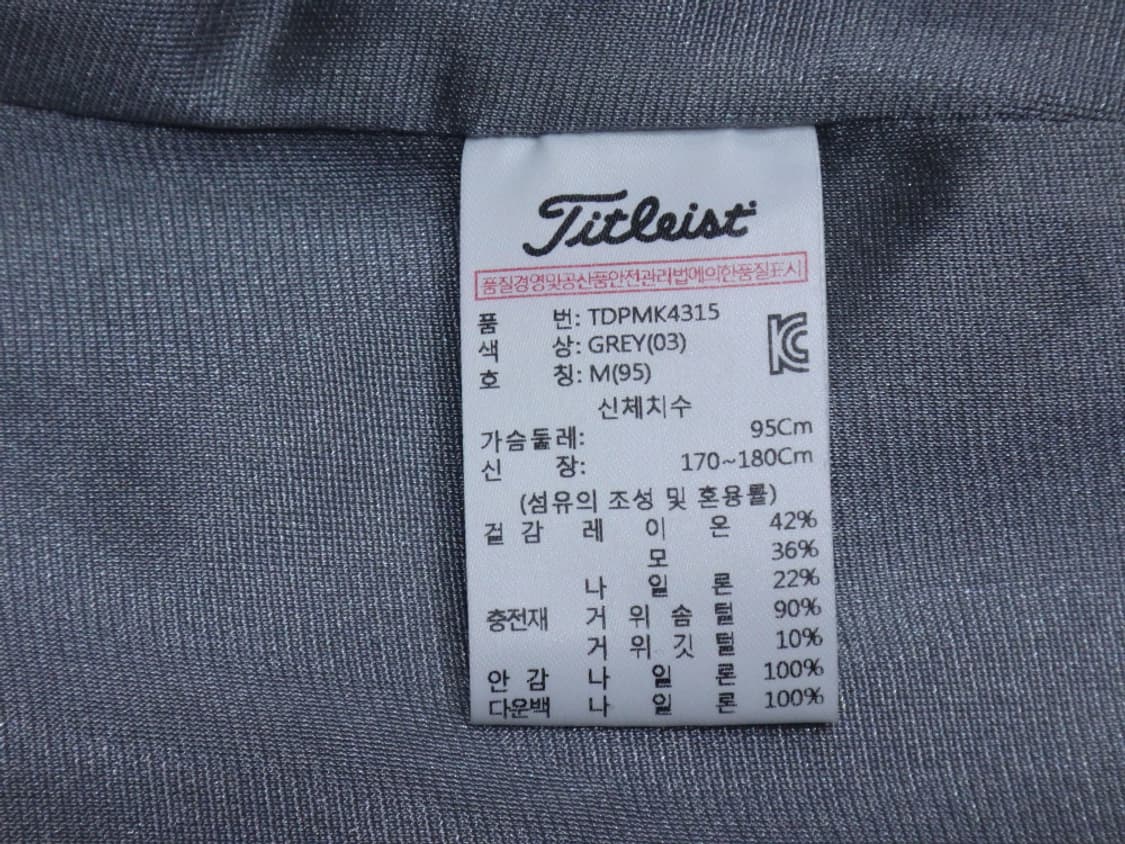 Titleist
품질경영및공산품안전관리법에의한품질표시
품 번: TDPMK4315
색 상: GREY(03)
호 칭: M(95)
신체치수
가슴둘레: 95Cm
신 장: 170~180Cm
(섬유의 조성 및 혼용률)
겉 감 레 이 온 42%
모 36%
나 일 론 22%
충전재 거 위 솜 털 90%
거 위 깃 털 10%
안 감 나 일 론 100%
다운백 나 일 론 100%